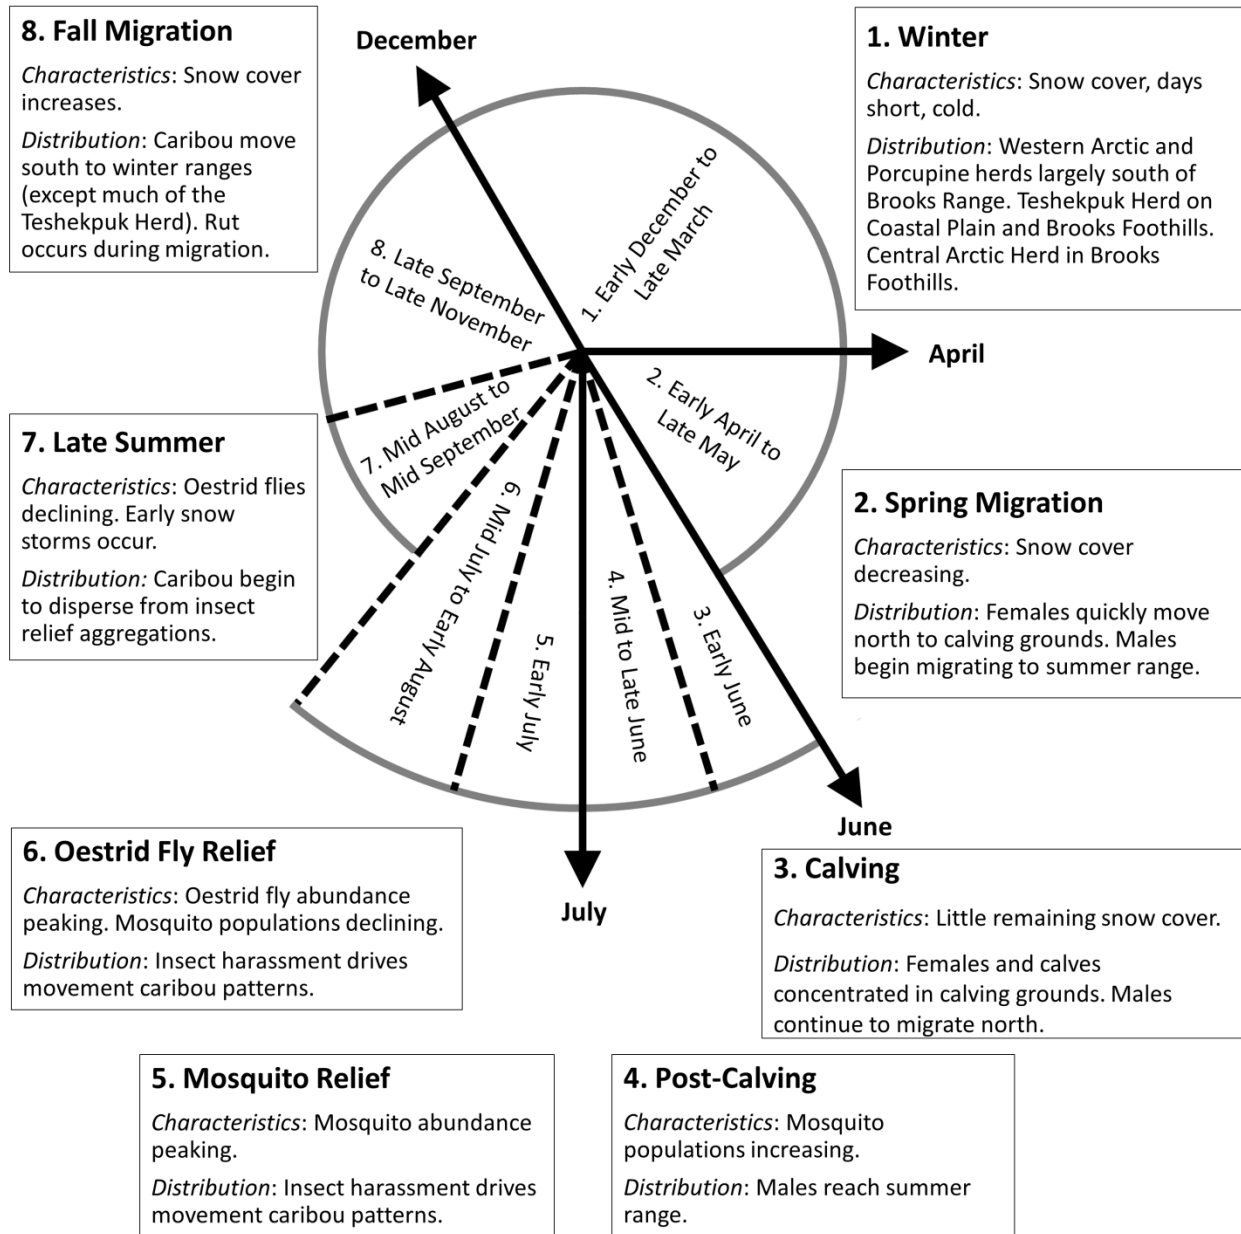 8. Fall Migration
Characteristics: Snow cover
increases.
Distribution: Caribou move
south to winter ranges
(except much of the
Teshekpuk Herd). Rut
occurs during migration.
December
1. Winter
Characteristics: Snow cover, days
short, cold.
Distribution: Western Arctic and
Porcupine herds largely south of
Brooks Range. Teshekpuk Herd on
Coastal Plain and Brooks Foothills.
Central Arctic Herd in Brooks
Foothills.
1. Early December to
Late March
8. Late September
to Late November
April
2. Early April to
Late May
7. Mid August to
Mid September
7. Late Summer
Characteristics: Oestrid flies
declining. Early snow
storms occur.
Distribution: Caribou begin
to disperse from insect
relief aggregations.
2. Spring Migration
Characteristics: Snow cover
decreasing.
Distribution: Females quickly move
north to calving grounds. Males
begin migrating to summer range.
6. Mid July to Early August
5. Early July
4. Mid to Late June
3. Early June
June
July
6. Oestrid Fly Relief
Characteristics: Oestrid fly abundance
peaking. Mosquito populations declining.
Distribution: Insect harassment drives
movement caribou patterns.
3. Calving
Characteristics: Little remaining snow cover.
Distribution: Females and calves
concentrated in calving grounds. Males
continue to migrate north.
5. Mosquito Relief
Characteristics: Mosquito abundance
peaking.
Distribution: Insect harassment drives
movement caribou patterns.
4. Post-Calving
Characteristics: Mosquito
populations increasing.
Distribution: Males reach summer
range.